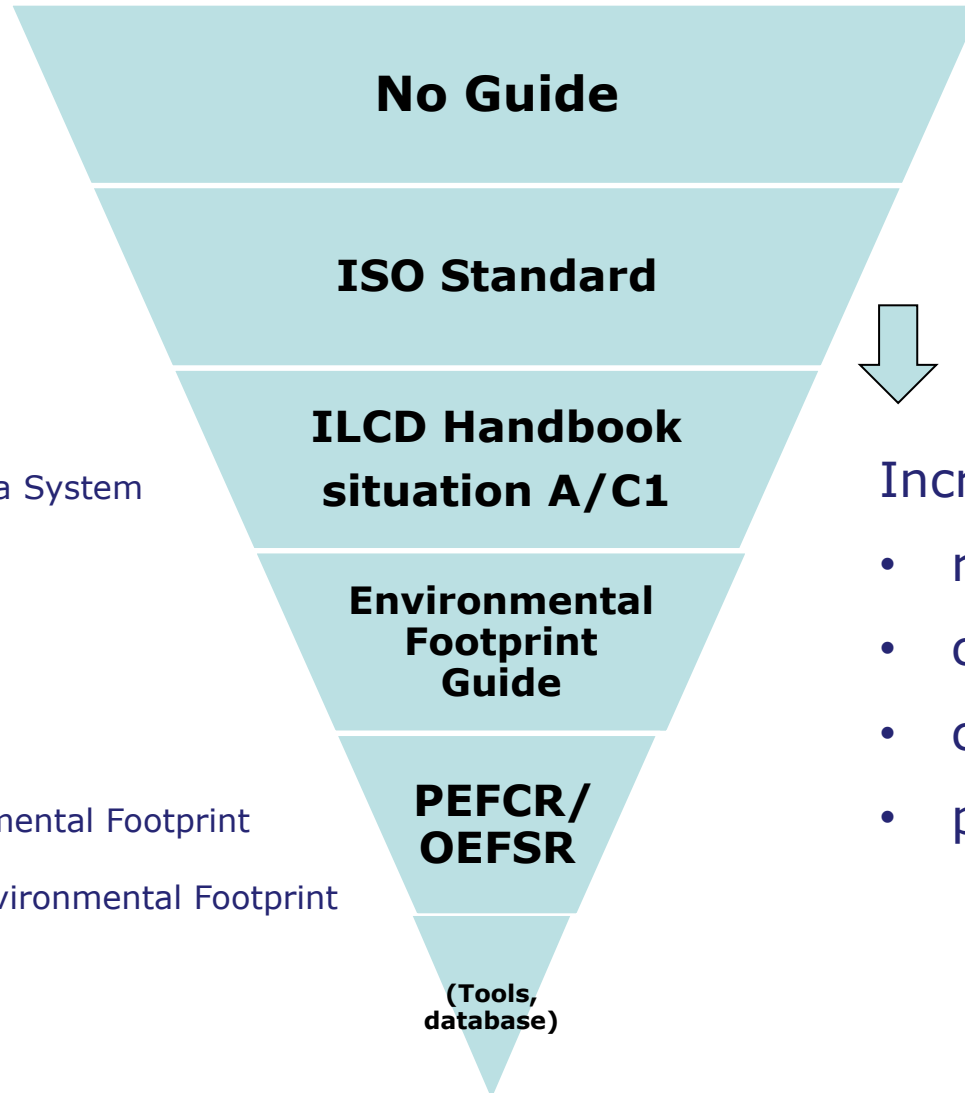 No Guide
ISO Standard
ILCD Handbook
situation A/C1
a System
Environmental
Footprint
Guide
PEFCR/
OEFSR
mental Footprint
vironmental Footprint
(Tools,
database)
Incr
•
•
•
•